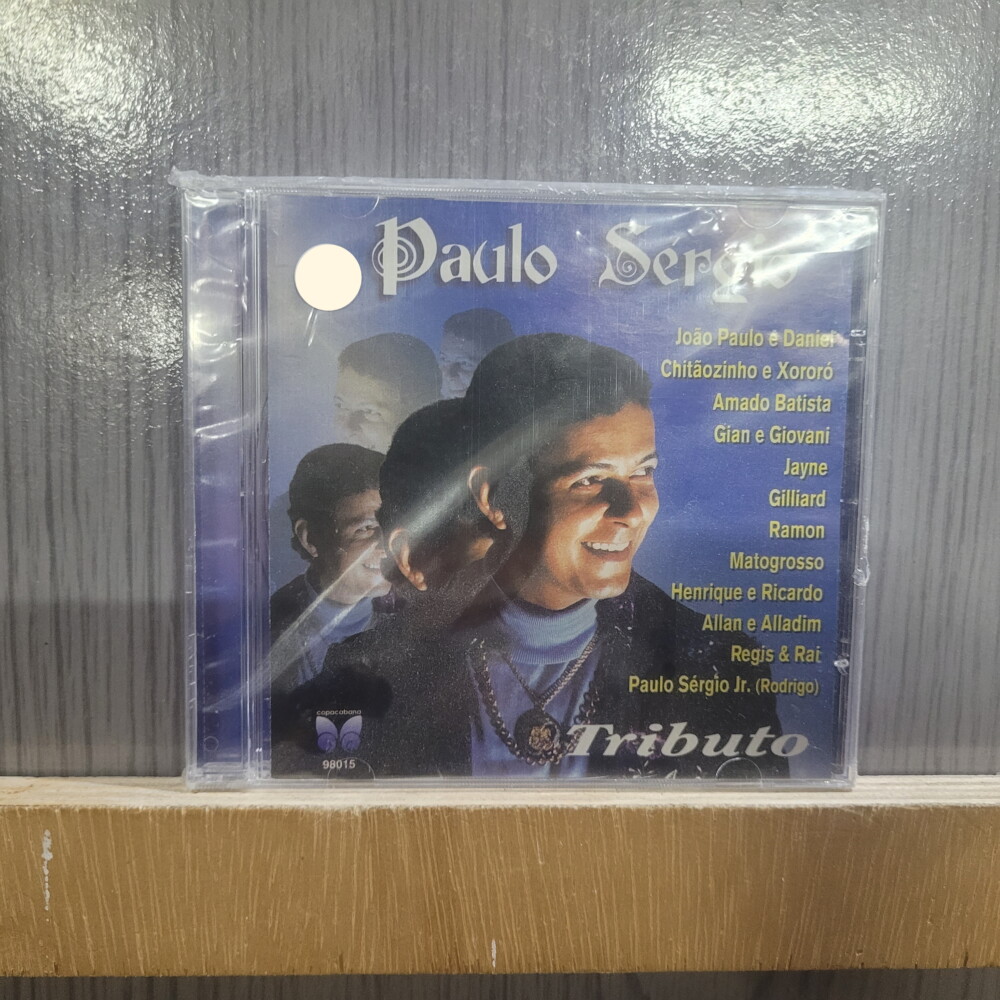 Paulo Sérgio
João Paulo e Daniel
Chitãozinho e Xororó
Amado Batista
Gian e Giovani
Jayne
Gilliard
Ramon
Matogrosso
Henrique e Ricardo
Allan e Alladim
Regis & Rai
Paulo Sérgio Jr. (Rodrigo)
Tributo
copacabana
98015